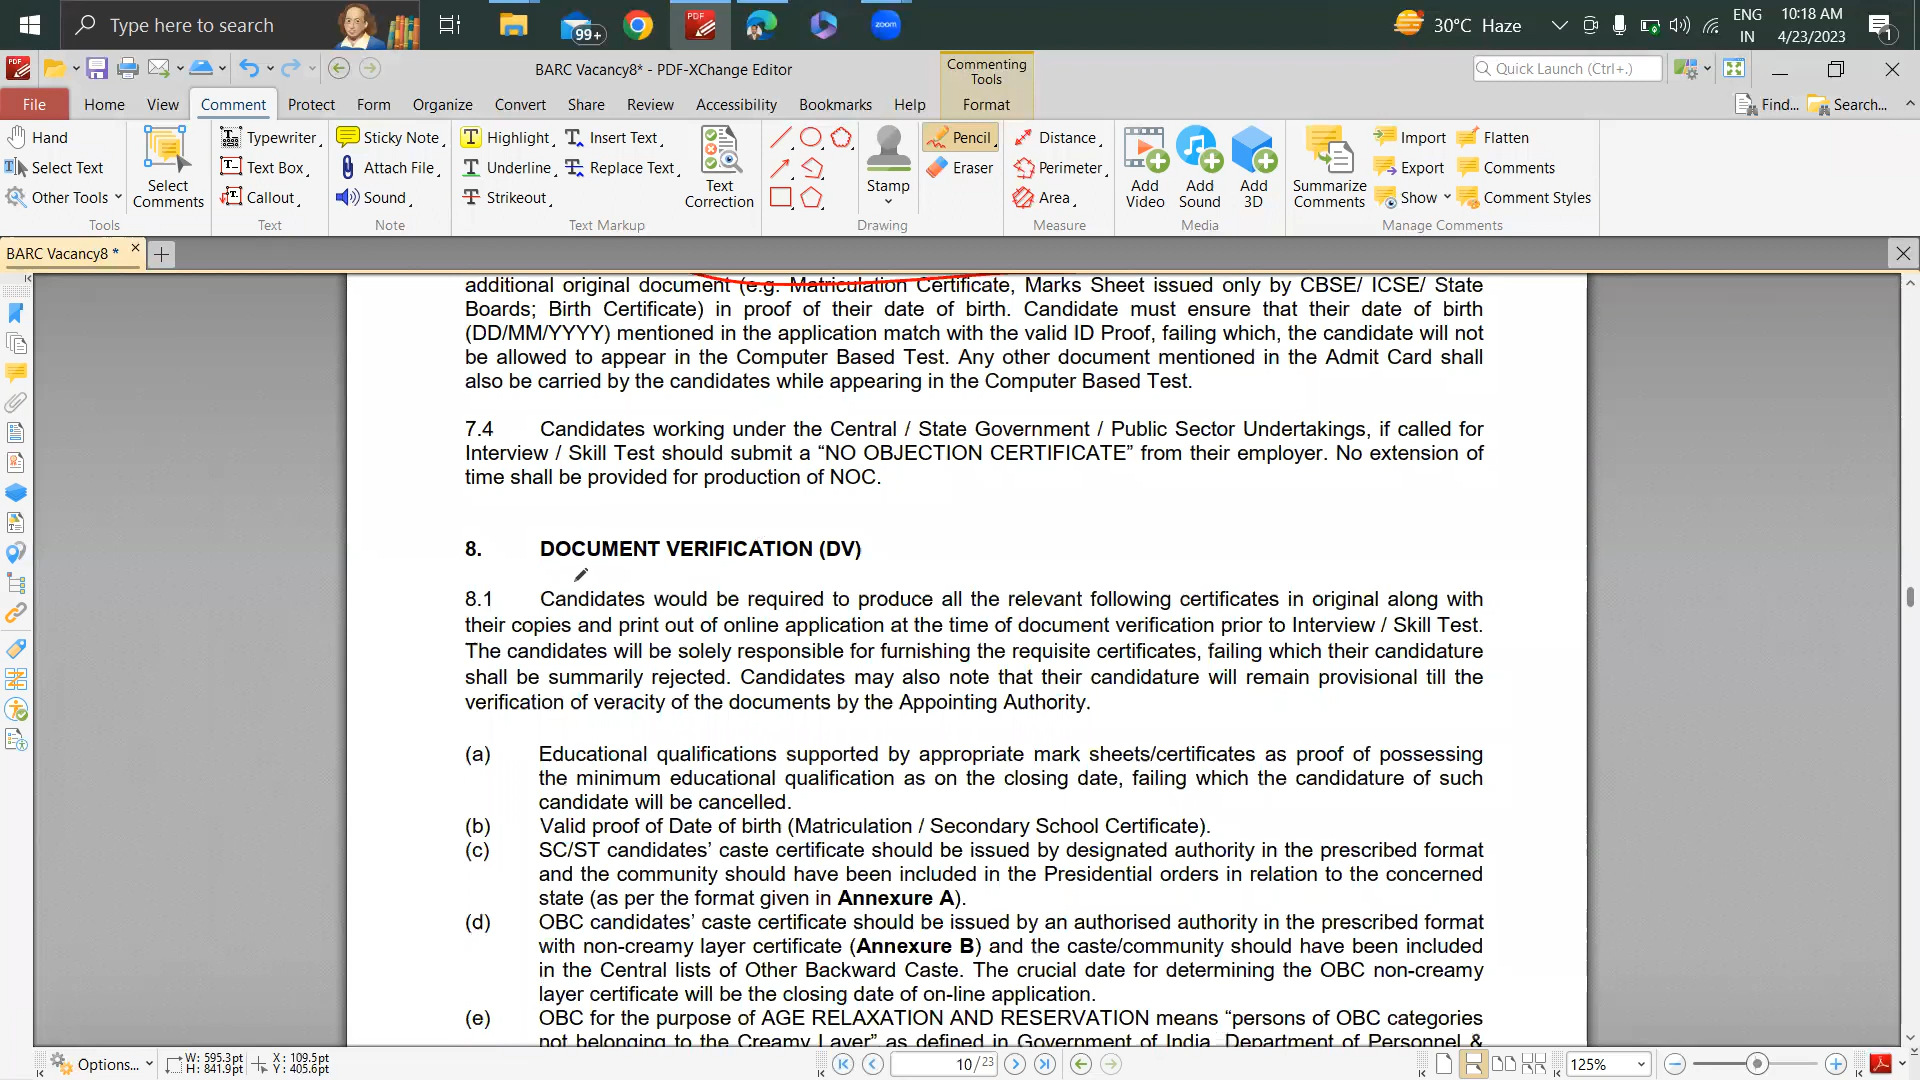 Type here to search
99+
PDF
zoom
30°C Haze
ENG
IN
10:18 AM
4/23/2023
1
BARC Vacancy8* - PDF-XChange Editor
Commenting
Tools
Quick Launch (Ctrl+.)
File Home View Comment Protect Form Organize Convert Share Review Accessibility Bookmarks Help Format
Find... Search...
Hand
Select Text
Other Tools
Tools
Select
Comments
Typewriter
Text Box
Callout
Text
Sticky Note
Attach File
Sound
Note
Highlight
Underline
Strikeout
Insert Text
Replace Text
Text
Correction
Text Markup
Stamp
Pencil
Eraser
Drawing
Distance
Perimeter
Area
Measure
Add
Video
Add
Sound
Add
3D
Media
Summarize
Comments
Import
Export
Show
Flatten
Comments
Comment Styles
Manage Comments
BARC Vacancy8 *
additional original document (e.g. Matriculation Certificate, Marks Sheet issued only by CBSE/ ICSE/ State
Boards; Birth Certificate) in proof of their date of birth. Candidate must ensure that their date of birth
(DD/MM/YYYY) mentioned in the application match with the valid ID Proof, failing which, the candidate will not
be allowed to appear in the Computer Based Test. Any other document mentioned in the Admit Card shall
also be carried by the candidates while appearing in the Computer Based Test.
7.4 Candidates working under the Central / State Government / Public Sector Undertakings, if called for
Interview / Skill Test should submit a “NO OBJECTION CERTIFICATE” from their employer. No extension of
time shall be provided for production of NOC.
8. DOCUMENT VERIFICATION (DV)
8.1 Candidates would be required to produce all the relevant following certificates in original along with
their copies and print out of online application at the time of document verification prior to Interview / Skill Test.
The candidates will be solely responsible for furnishing the requisite certificates, failing which their candidature
shall be summarily rejected. Candidates may also note that their candidature will remain provisional till the
verification of veracity of the documents by the Appointing Authority.
(a) Educational qualifications supported by appropriate mark sheets/certificates as proof of possessing
the minimum educational qualification as on the closing date, failing which the candidature of such
candidate will be cancelled.
(b) Valid proof of Date of birth (Matriculation / Secondary School Certificate).
(c) SC/ST candidates’ caste certificate should be issued by designated authority in the prescribed format
and the community should have been included in the Presidential orders in relation to the concerned
state (as per the format given in Annexure A).
(d) OBC candidates’ caste certificate should be issued by an authorised authority in the prescribed format
with non-creamy layer certificate (Annexure B) and the caste/community should have been included
in the Central lists of Other Backward Caste. The crucial date for determining the OBC non-creamy
layer certificate will be the closing date of on-line application.
(e) OBC for the purpose of AGE RELAXATION AND RESERVATION means “persons of OBC categories
not belonging to the Creamy Layer” as defined in Government of India, Department of Personnel &
Options...
W: 595.3pt
H: 841.9pt
X : 109.5pt
Y : 405.6pt
10 / 23
125%